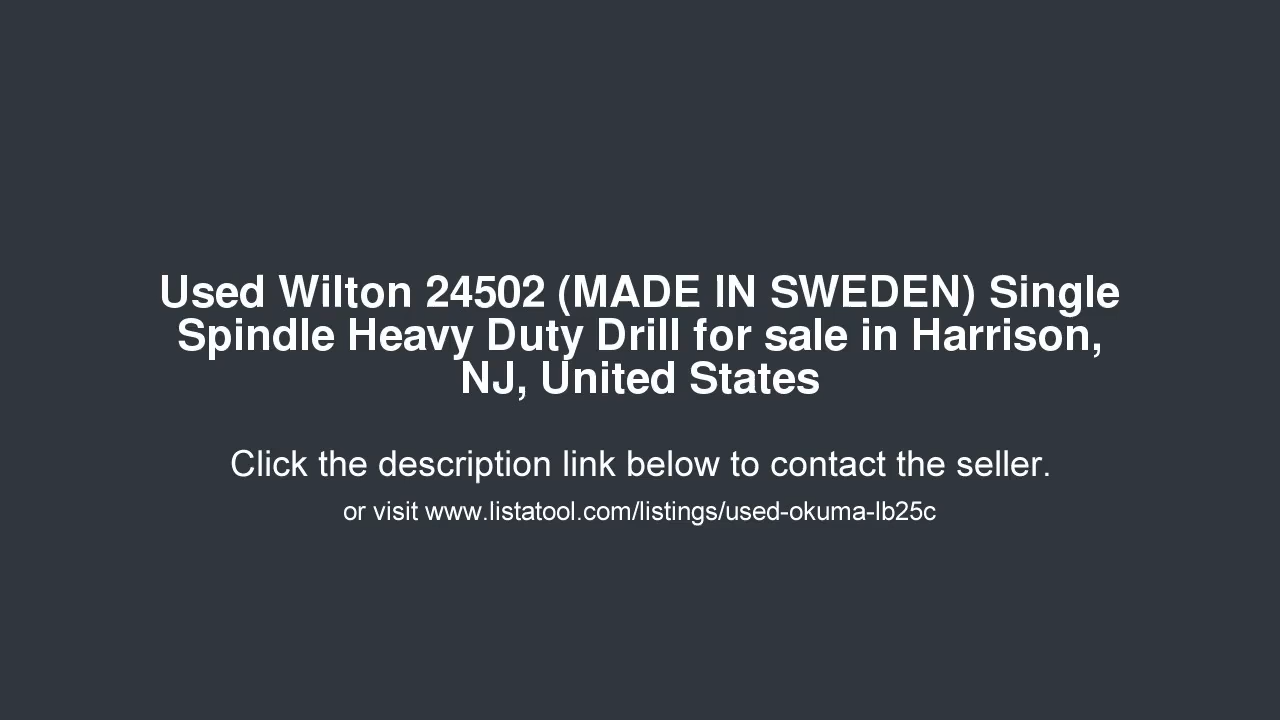 Used Wilton 24502 (MADE IN SWEDEN) Single
Spindle Heavy Duty Drill for sale in Harrison,
NJ, United States
Click the description link below to contact the seller.
or visit www.listatool.com/listings/used-okuma-lb25c